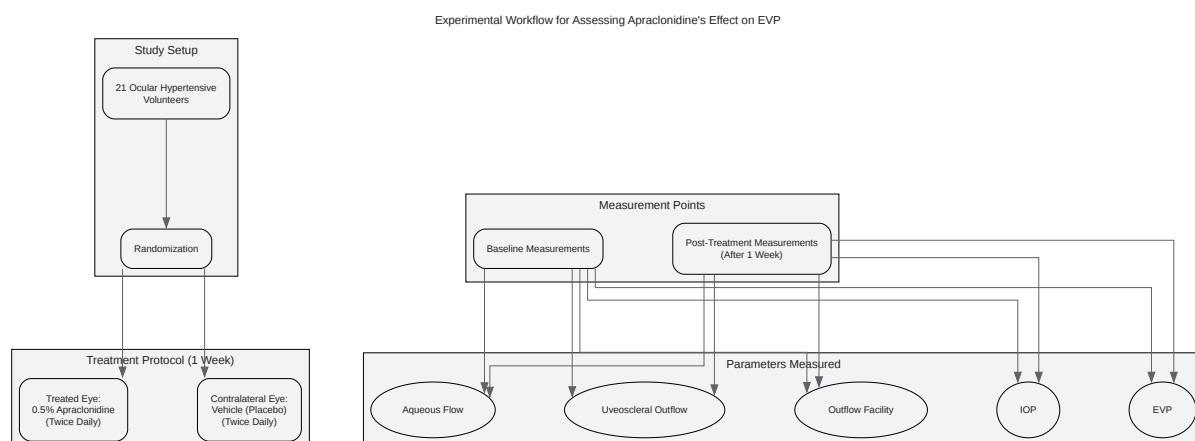 Experimental Workflow for Assessing Apraclonidine's Effect on EVP
Study Setup
21 Ocular Hypertensive
Volunteers
Randomization
Treatment Protocol (1 Week)
Treated Eye:
0.5% Apraclonidine
(Twice Daily)
Contralateral Eye:
Vehicle (Placebo)
(Twice Daily)
Measurement Points
Baseline Measurements
Post-Treatment Measurements
(After 1 Week)
Parameters Measured
Aqueous Flow
Uveoscleral Outflow
Outflow Facility
IOP
EVP